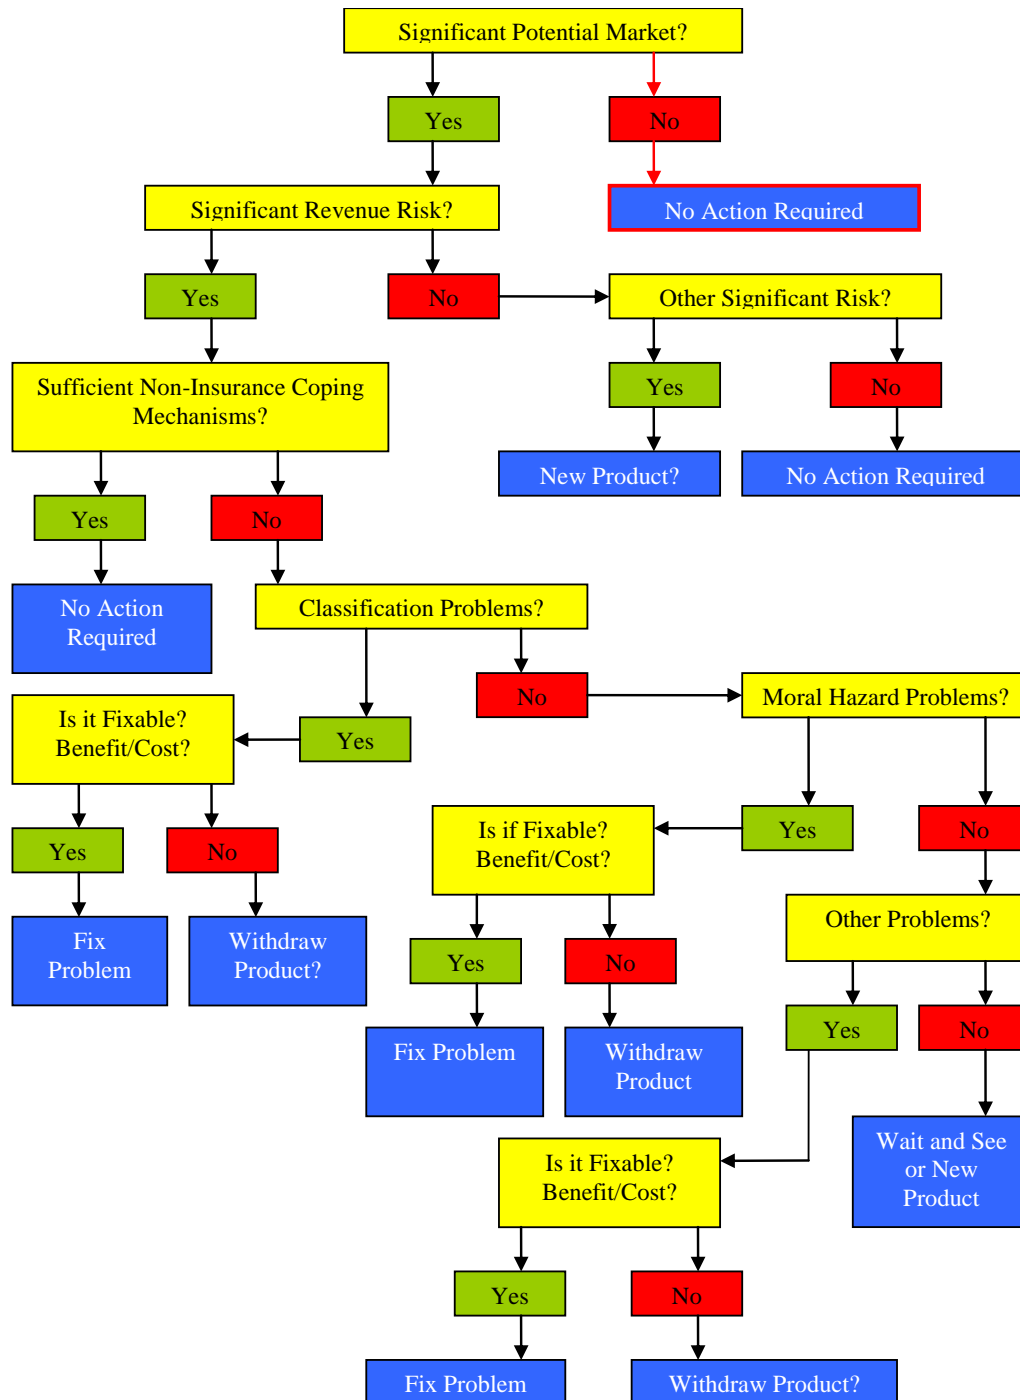 Significant Potential Market?
Yes
No
Significant Revenue Risk?
No Action Required
Yes
No
Other Significant Risk?
Sufficient Non-Insurance Coping
Mechanisms?
Yes
No
New Product?
No Action Required
Yes
No
No Action
Required
Classification Problems?
No
Moral Hazard Problems?
Is it Fixable?
Benefit/Cost?
Yes
Yes
No
Is if Fixable?
Benefit/Cost?
Yes
No
Fix
Problem
Withdraw
Product?
Other Problems?
Yes
No
Yes
No
Fix Problem
Withdraw
Product
Wait and See
or New
Product
Is it Fixable?
Benefit/Cost?
Yes
No
Fix Problem
Withdraw Product?